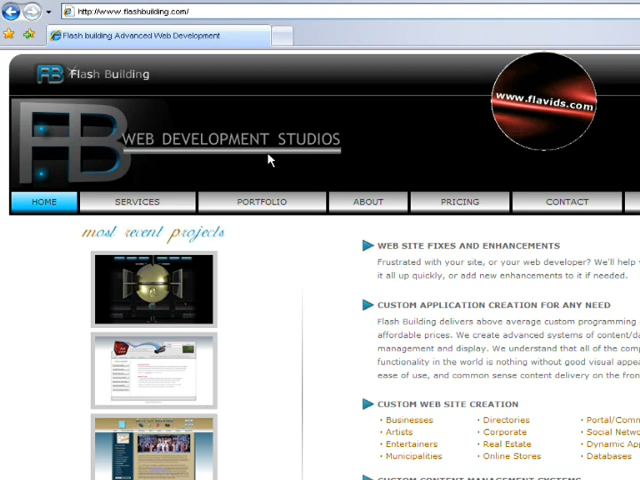 http://www.flashbuilding.com/
Flash building Advanced Web Development
FB Flash Building
www.flavids.com
FB WEB DEVELOPMENT STUDIOS
HOME SERVICES PORTFOLIO ABOUT PRICING CONTACT
most recent projects
WEB SITE FIXES AND ENHANCEMENTS
Frustrated with your site, or your web developer? We'll help
it all up quickly, or add new enhancements to it if needed.
CUSTOM APPLICATION CREATION FOR ANY NEED
Flash Building delivers above average custom programming
affordable prices. We create advanced systems of content/da
management and display. We understand that all of the comp
functionality in the world is nothing without good visual appea
ease of use, and common sense content delivery on the fron
CUSTOM WEB SITE CREATION
· Businesses · Directories · Portal/Comm
· Artists · Corporate · Social Netwo
· Entertainers · Real Estate · Dynamic App
· Municipalities · Online Stores · Databases
CUSTOM CONTENT MANAGEMENT SYSTEMS